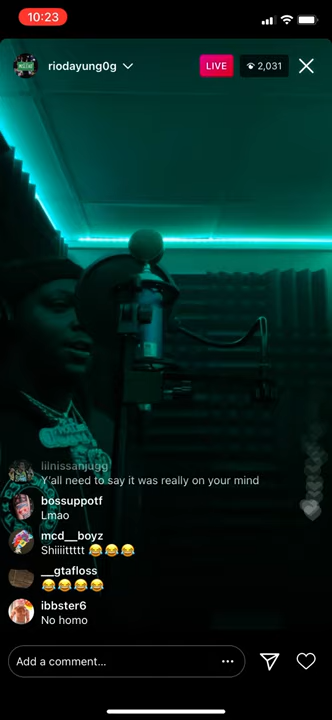 10:23
riodayung0g
LIVE
2,031
lilnissanjugg
Y'all need to say it was really on your mind
bossuppotf
Lmao
mcd__boyz
Shiiiittttt 😂😂😂
__gtafloss
😂😂😂😂
ibbster6
No homo
Add a comment...